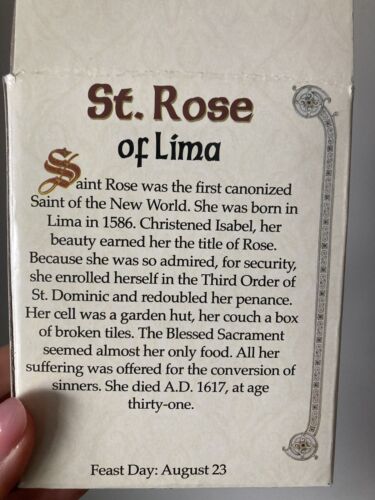 St. Rose
of Lima
Saint Rose was the first canonized
Saint of the New World. She was born in
Lima in 1586. Christened Isabel, her
beauty earned her the title of Rose.
Because she was so admired, for security,
she enrolled herself in the Third Order of
St. Dominic and redoubled her penance.
Her cell was a garden hut, her couch a box
of broken tiles. The Blessed Sacrament
seemed almost her only food. All her
suffering was offered for the conversion of
sinners. She died A.D. 1617, at age
thirty-one.
Feast Day: August 23